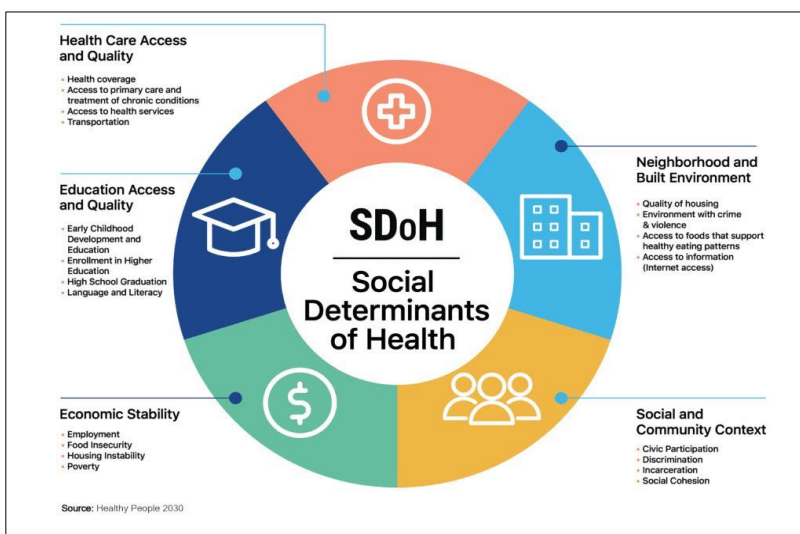 Health Care Access
and Quality
• Health coverage
• Access to primary care and
treatment of chronic conditions
• Access to health services
• Transportation
Education Access
and Quality
• Early Childhood
Development and
Education
• Enrollment in Higher
Education
• High School Graduation
• Language and Literacy
Economic Stability
• Employment
• Food Insecurity
• Housing Instability
• Poverty
SDoH
Social
Determinants
of Health
$
Neighborhood and
Built Environment
• Quality of housing
• Environment with crime
& violence
• Access to foods that support
healthy eating patterns
• Access to information
(Internet access)
Social and
Community Context
• Civic Participation
• Discrimination
• Incarceration
• Social Cohesion
Source: Healthy People 2030